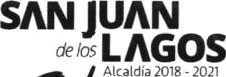 SAN JUAN
de los LAGOS
Alcaldía 2018 - 2021